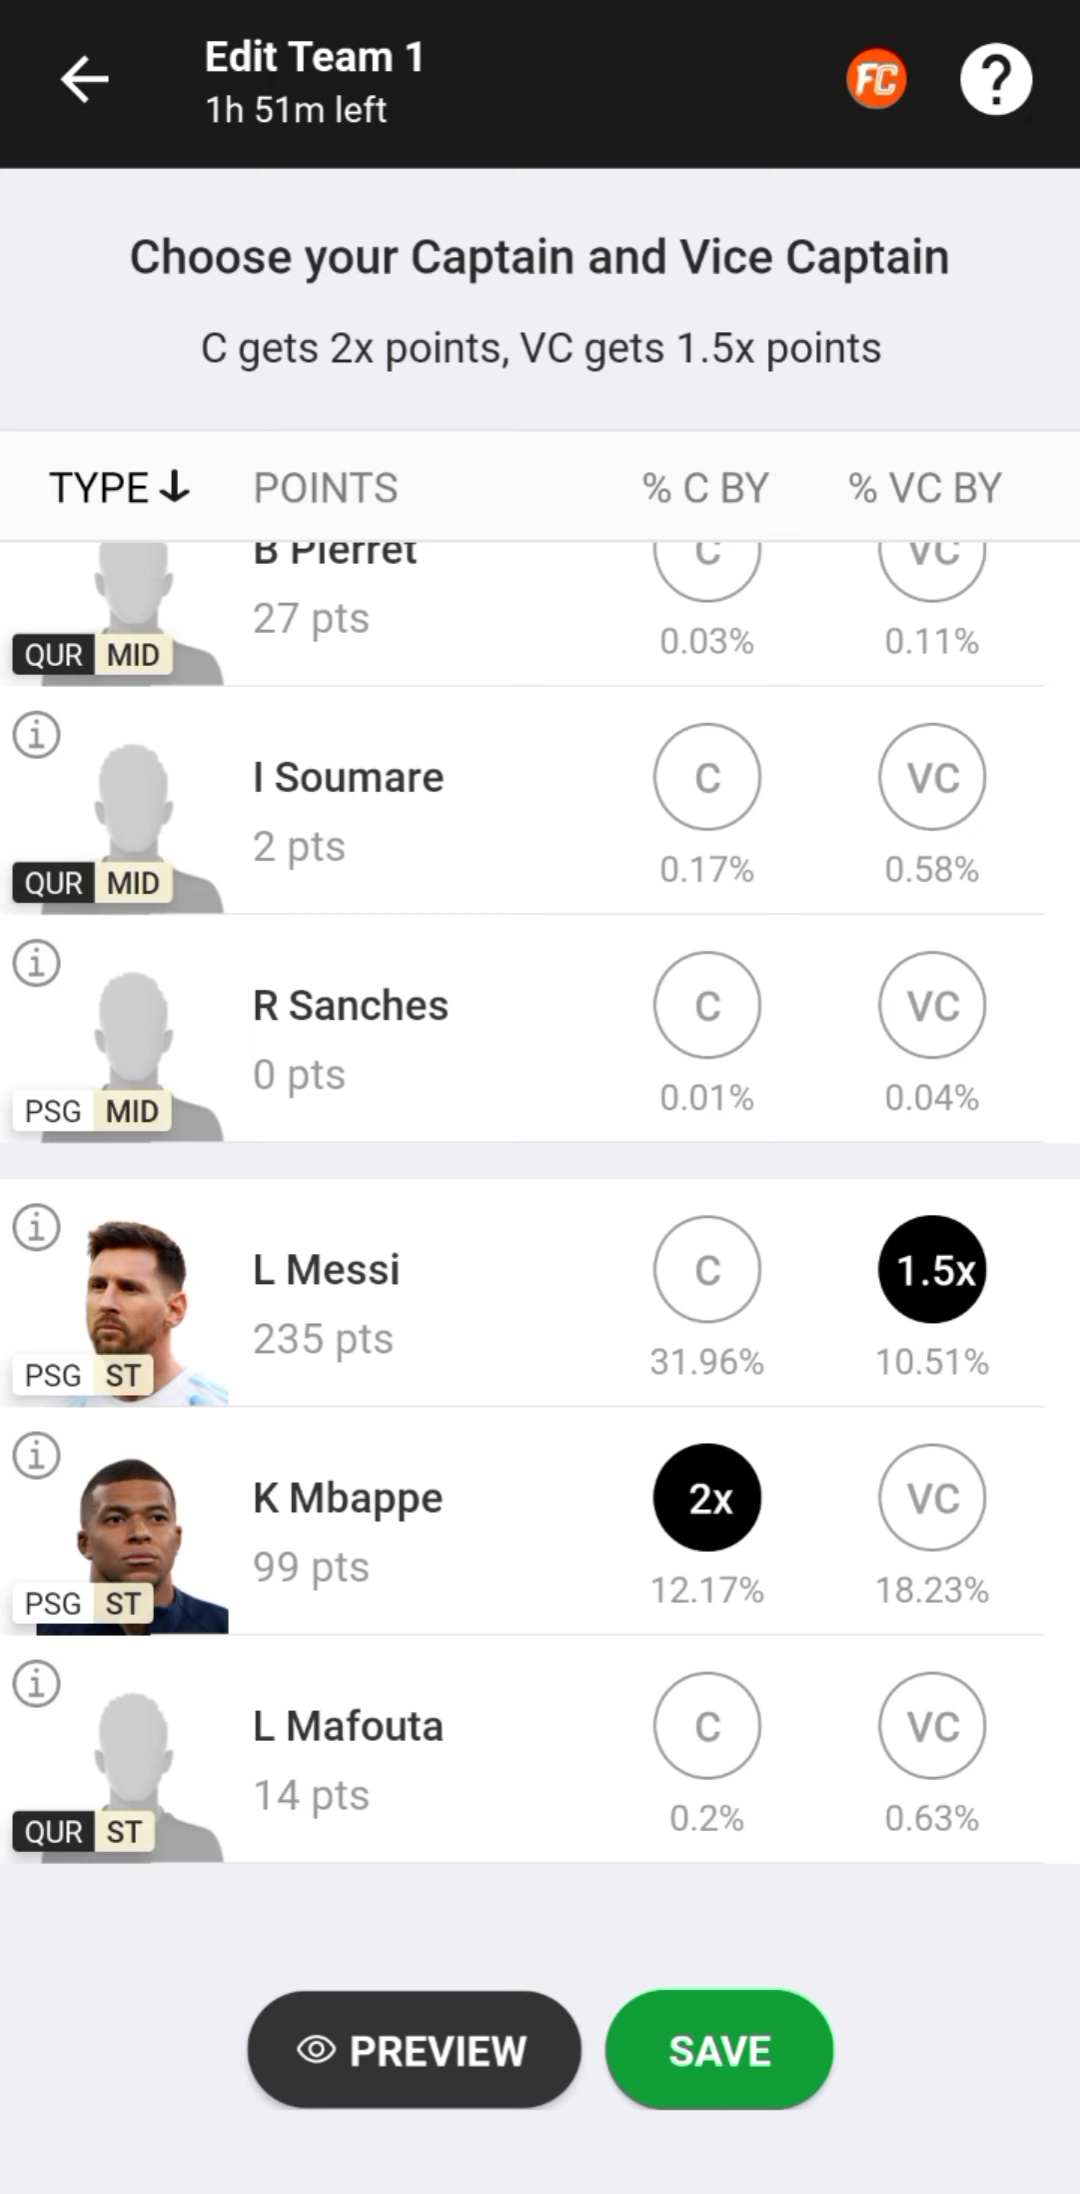 Edit Team 1
1h 51m left
FC
?
Choose your Captain and Vice Captain
C gets 2x points, VC gets 1.5x points
TYPE POINTS % C BY % VC BY
B Pierret C VC
27 pts
0.03% 0.11%
QUR MID
I Soumare C VC
2 pts
0.17% 0.58%
QUR MID
R Sanches C VC
0 pts
0.01% 0.04%
PSG MID
L Messi C 1.5x
235 pts
31.96% 10.51%
PSG ST
K Mbappe 2x VC
99 pts
12.17% 18.23%
PSG ST
L Mafouta C VC
14 pts
0.2% 0.63%
QUR ST
PREVIEW SAVE